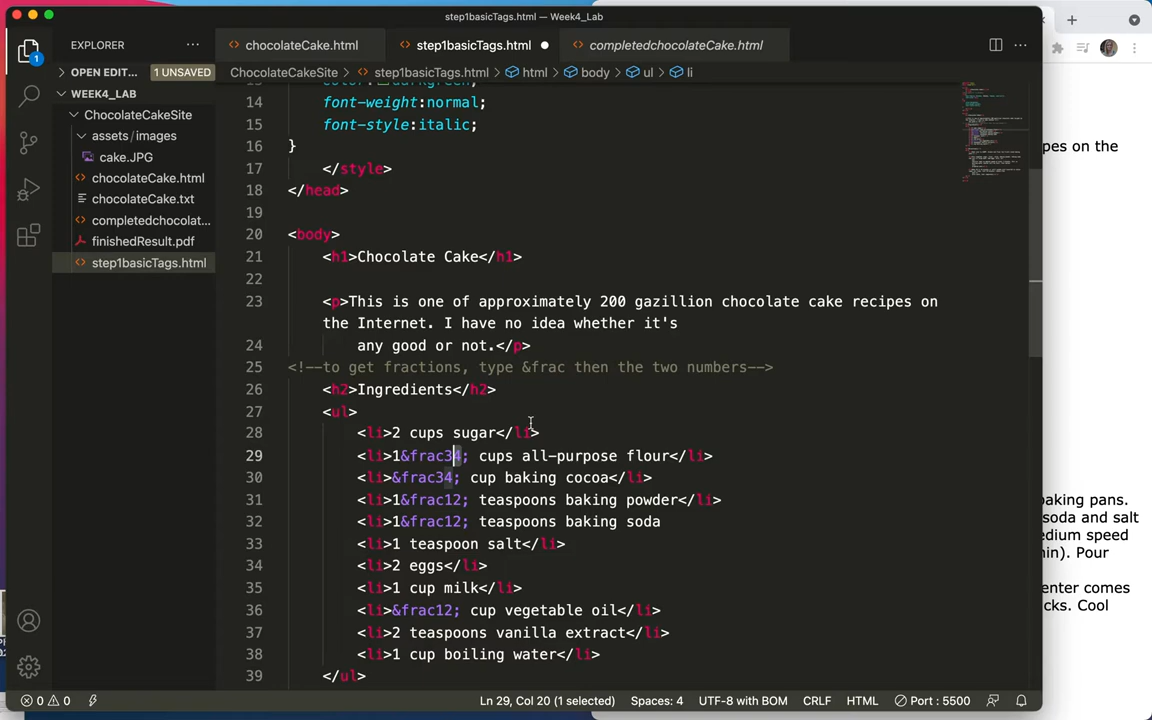 step1basicTags.html — Week4_Lab
EXPLORER
chocolateCake.html
step1basicTags.html
completedchocolateCake.html
OPEN EDIT... 1 UNSAVED
ChocolateCakeSite > step1basicTags.html > html > body > ul > li
WEEK4_LAB
ChocolateCakeSite
assets/images
cake.JPG
chocolateCake.html
chocolateCake.txt
completedchocolat...
finishedResult.pdf
step1basicTags.html
1
14 font-weight:normal;
15 font-style:italic;
16 }
17 </style>
18 </head>
19
20 <body>
21 <h1>Chocolate Cake</h1>
22
23 <p>This is one of approximately 200 gazillion chocolate cake recipes on
the Internet. I have no idea whether it's
24 any good or not.</p>
25 <!--to get fractions, type &frac then the two numbers-->
26 <h2>Ingredients</h2>
27 <ul>
28 <li>2 cups sugar</li>
29 <li>1&frac34; cups all-purpose flour</li>
30 <li>&frac34; cup baking cocoa</li>
31 <li>1&frac12; teaspoons baking powder</li>
32 <li>1&frac12; teaspoons baking soda
33 <li>1 teaspoon salt</li>
34 <li>2 eggs</li>
35 <li>1 cup milk</li>
36 <li>&frac12; cup vegetable oil</li>
37 <li>2 teaspoons vanilla extract</li>
38 <li>1 cup boiling water</li>
39 </ul>
0 0
Ln 29, Col 20 (1 selected)
Spaces: 4
UTF-8 with BOM
CRLF
HTML
Port : 5500
on the
baking pans.
soda and salt
speed
Pour
comes
Cool